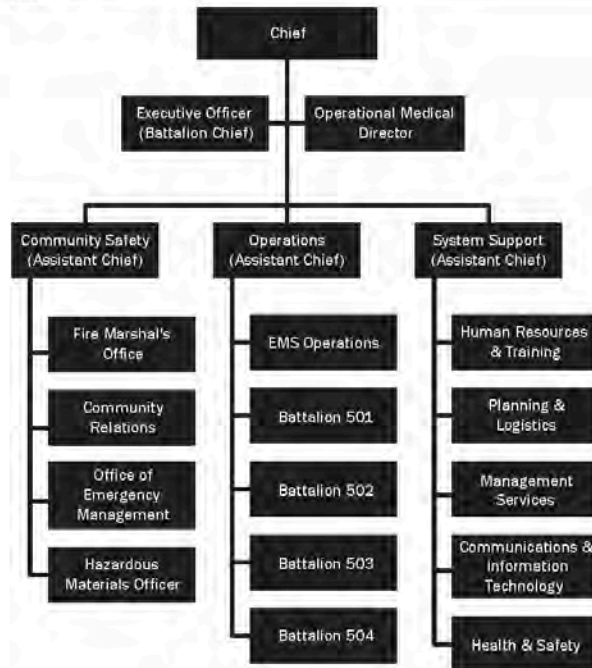 Chief
Executive Officer
(Battalion Chief)
Operational Medical
Director
Community Safety
(Assistant Chief)
Fire Marshal's
Office
Community
Relations
Office of
Emergency
Management
Hazardous
Materials Officer
Operations
(Assistant Chief)
EMS Operations
Battalion 501
Battalion 502
Battalion 503
Battalion 504
System Support
(Assistant Chief)
Human Resources
& Training
Planning &
Logistics
Management
Services
Communications &
Information
Technology
Health & Safety